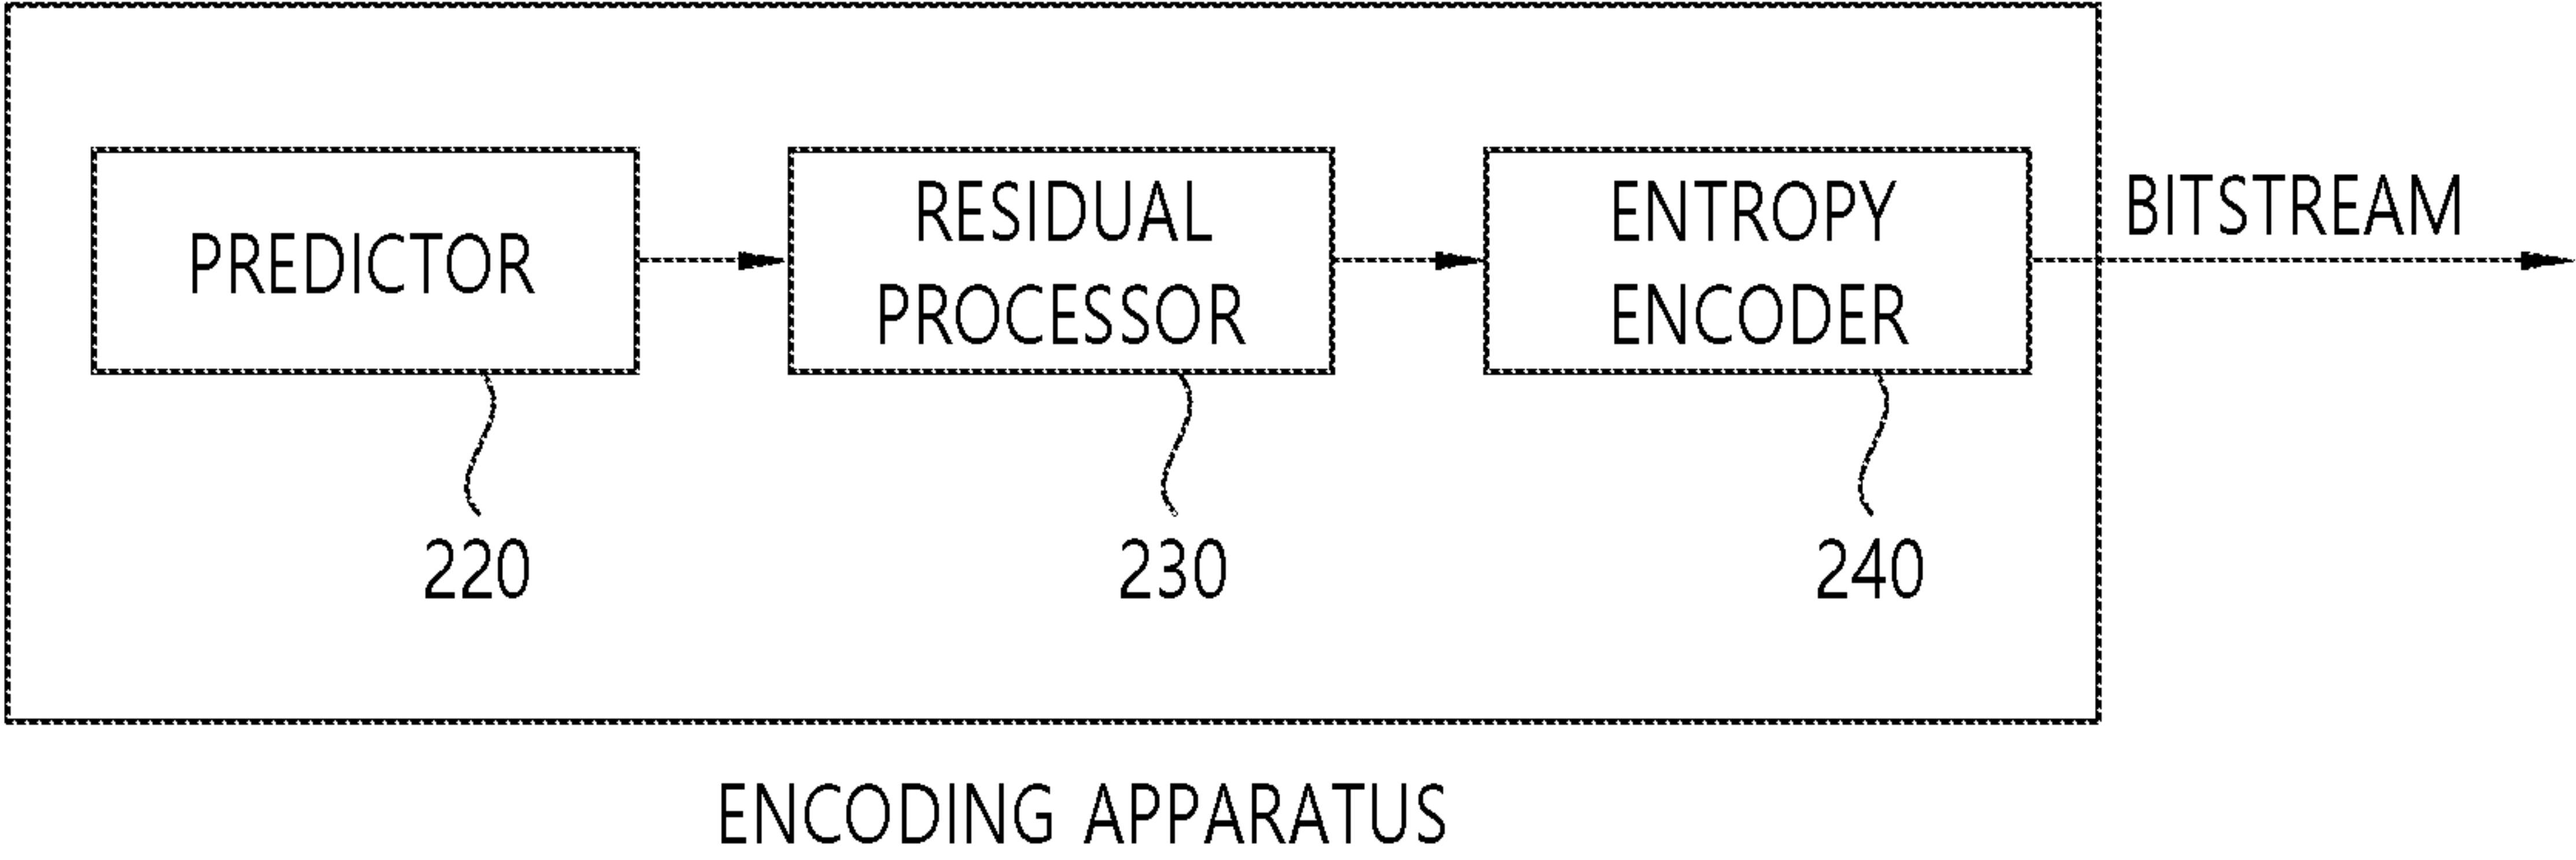 PREDICTOR
RESIDUAL
PROCESSOR
ENTROPY
ENCODER
BITSTREAM
220
230
240
ENCODING APPARATUS